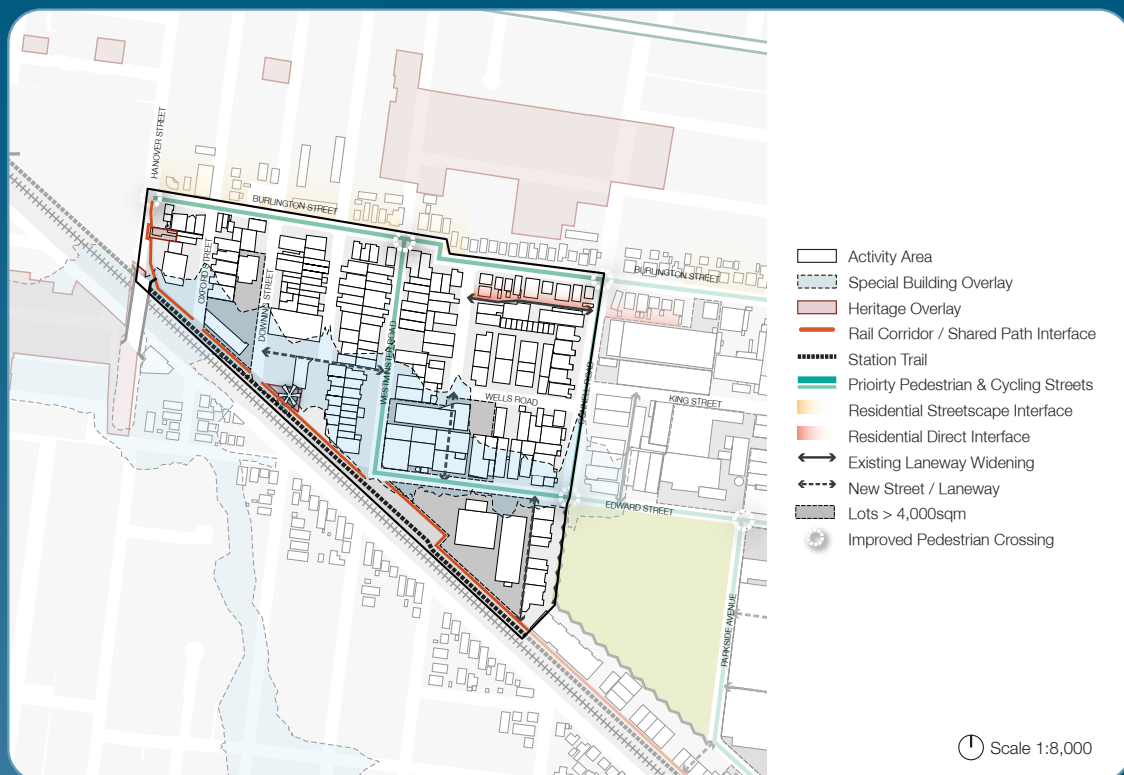 HANOVER STREET
BURLINGTON STREET
OXFORD STREET
DOWNING STREET
WESTMINSTER ROAD
WELLS ROAD
ROAD
BURLINGTON STREET
KING STREET
EDWARD STREET
PARKSIDE AVENUE
Activity Area
Special Building Overlay
Heritage Overlay
Rail Corridor / Shared Path Interface
Station Trail
Prioirty Pedestrian & Cycling Streets
Residential Streetscape Interface
Residential Direct Interface
Existing Laneway Widening
New Street / Laneway
Lots > 4,000sqm
Improved Pedestrian Crossing
Scale 1:8,000